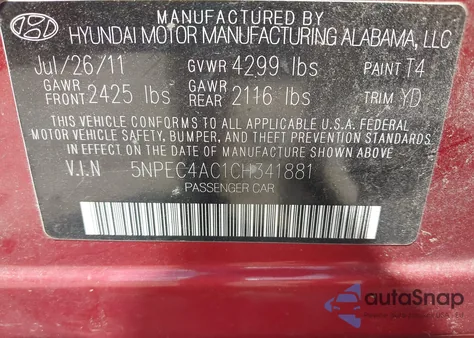 MANUFACTURED BY
HYUNDAI MOTOR MANUFACTURING ALABAMA, LLC
Jul/26/11 GVWR 4299 lbs PAINT T4
GAWR FRONT 2425 lbs GAWR REAR 2116 lbs TRIM YD
THIS VEHICLE CONFORMS TO ALL APPLICABLE U.S.A. FEDERAL
MOTOR VEHICLE SAFETY, BUMPER, AND THEFT PREVENTION
STANDARDS IN EFFECT ON THE DATE OF MANUFACTURE SHOWN ABOVE.
V.I.N 5NPEC4AC1CH341881
PASSENGER CAR
autoSnap